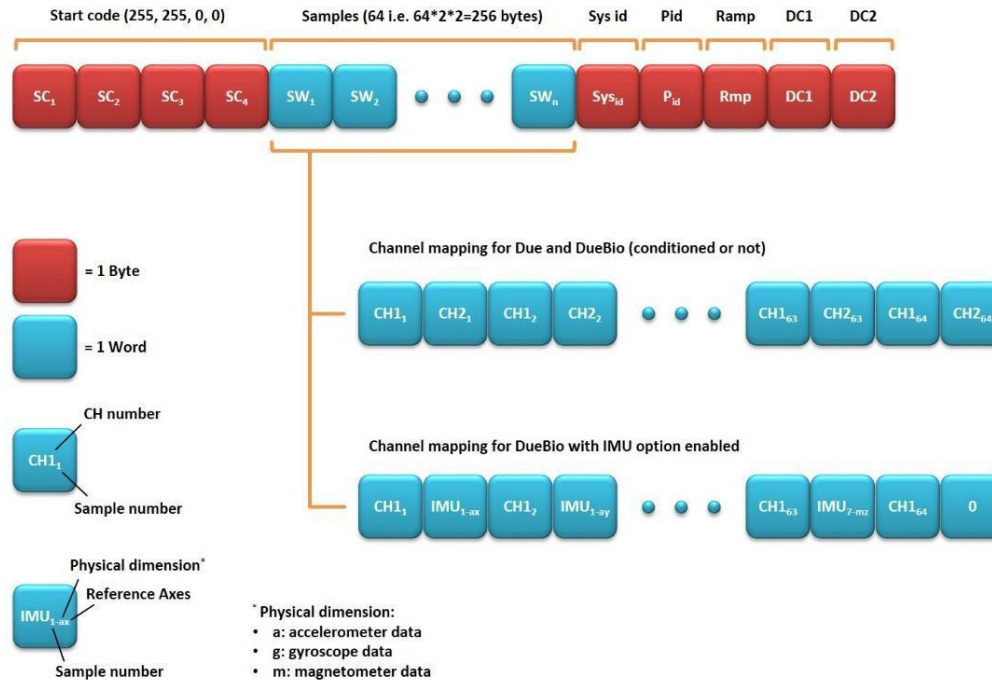 Start code (255, 255, 0, 0) Samples (64 i.e. 64*2*2=256 bytes) Sys id Pid Ramp DC1 DC2
SC1 SC2 SC3 SC4 SW1 SW2 SWn Sysid Pid Rmp DC1 DC2
Channel mapping for Due and DueBio (conditioned or not)
= 1 Byte
CH11 CH21 CH12 CH22 CH163 CH263 CH164 CH264
= 1 Word
CH number
Channel mapping for DueBio with IMU option enabled
CH11
Sample number
CH11 IMU1-ax CH12 IMU1-ay CH163 IMU7-mz CH164 0
Physical dimension*
Reference Axes
IMU1-ax
Sample number
* Physical dimension:
• a: accelerometer data
• g: gyroscope data
• m: magnetometer data